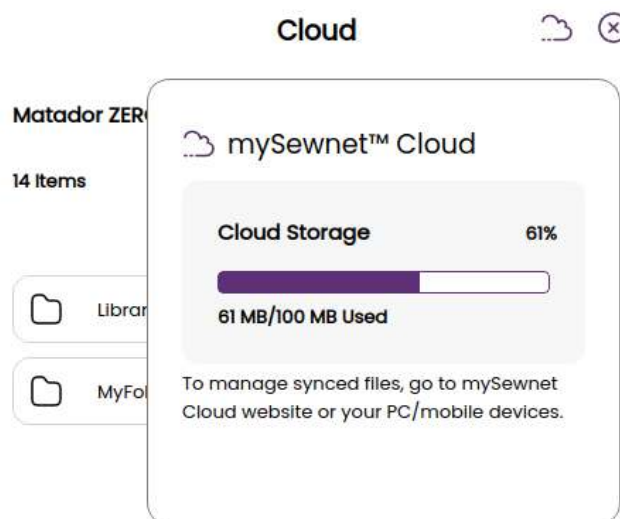 Cloud
Matador ZER
14 Items
mySewnet™ Cloud
Cloud Storage
61%
61 MB/100 MB Used
Librar
MyFol
To manage synced files, go to mySewnet
Cloud website or your PC/mobile devices.